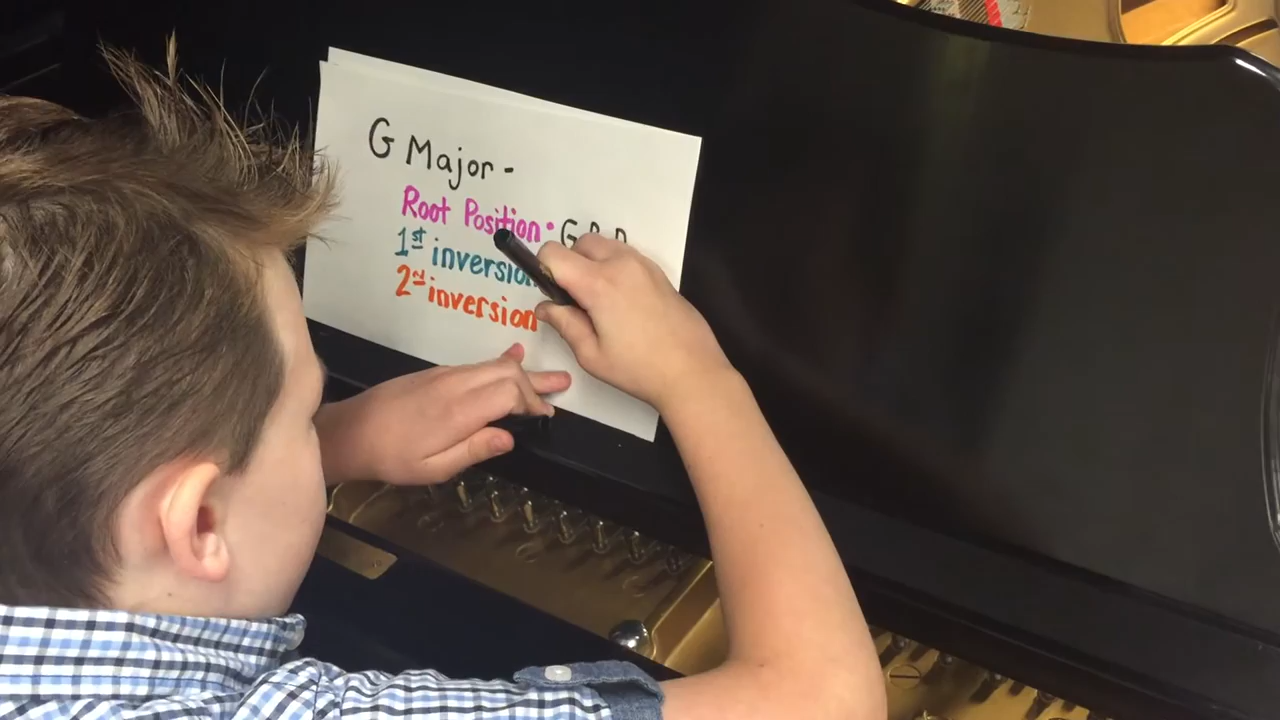 G Major -
Root Position • G B D
1st inversion
2nd inversion